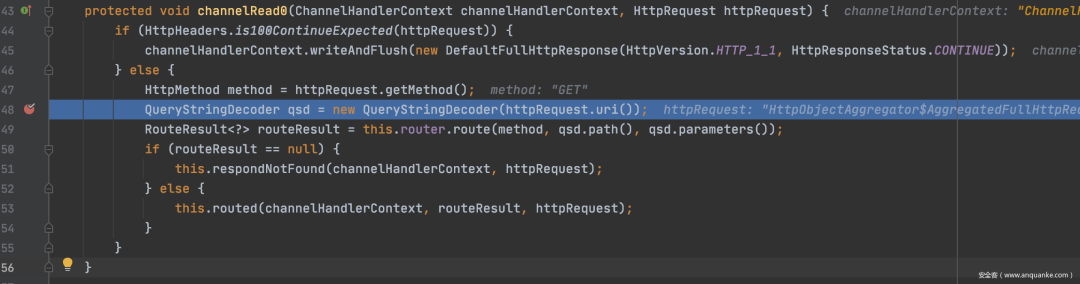 43 protected void channelRead0(ChannelHandlerContext channelHandlerContext, HttpRequest httpRequest) { channelHandlerContext: "Channel
44 if (HttpHeaders.is100ContinueExpected(httpRequest)) {
45 channelHandlerContext.writeAndFlush(new DefaultFullHttpResponse(HttpVersion.HTTP_1_1, HttpResponseStatus.CONTINUE)); channel
46 } else {
47 HttpMethod method = httpRequest.getMethod(); method: "GET"
48 QueryStringDecoder qsd = new QueryStringDecoder(httpRequest.uri()); httpRequest: "HttpObjectAggregator$AggregatedFullHttpReq
49 RouteResult<?> routeResult = this.router.route(method, qsd.path(), qsd.parameters());
50 if (routeResult == null) {
51 this.respondNotFound(channelHandlerContext, httpRequest);
52 } else {
53 this.routed(channelHandlerContext, routeResult, httpRequest);
54 }
55 }
56 }
安全客（www.anquanke.com）